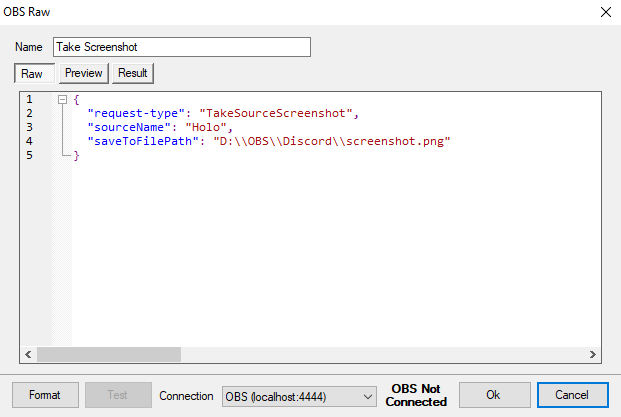 OBS Raw
Name Take Screenshot
Raw Preview Result
1 {
2 "request-type": "TakeSourceScreenshot",
3 "sourceName": "Holo",
4 "saveToFilePath": "D:\\OBS\\Discord\\screenshot.png"
5 }
Format Test Connection OBS (localhost:4444) OBS Not Connected Ok Cancel